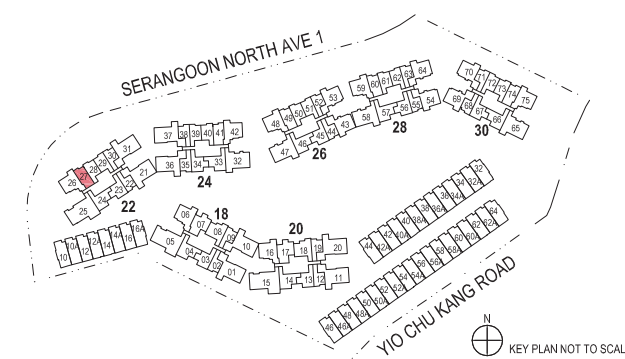 SERANGOON NORTH AVE 1
26 27 28 29 30 31
25 24 23 22 21
22
37 38 39 40 41 42
36 35 34 33 32
24
48 49 50 51 52 53
47 46 45 44 43
26
59 60 61 62 63 64
58 57 56 55 54
28
70 71 72 73 74 75
69 68 67 66 65
30
10 10A 12 12A 14 14A 16 16A
18
06 07 08 09 10
05 04 03 02 01
20
16 17 18 19 20
15 14 13 12 11
44 42A 42 40A 40 38A 38 36A 36 34A 34 32A 32
46 46A 48 48A 50 50A 52 52A 54 54A 56 56A 58 58A 60 60A 62 62A 64
YIO CHU KANG ROAD
N
KEY PLAN NOT TO SCAL